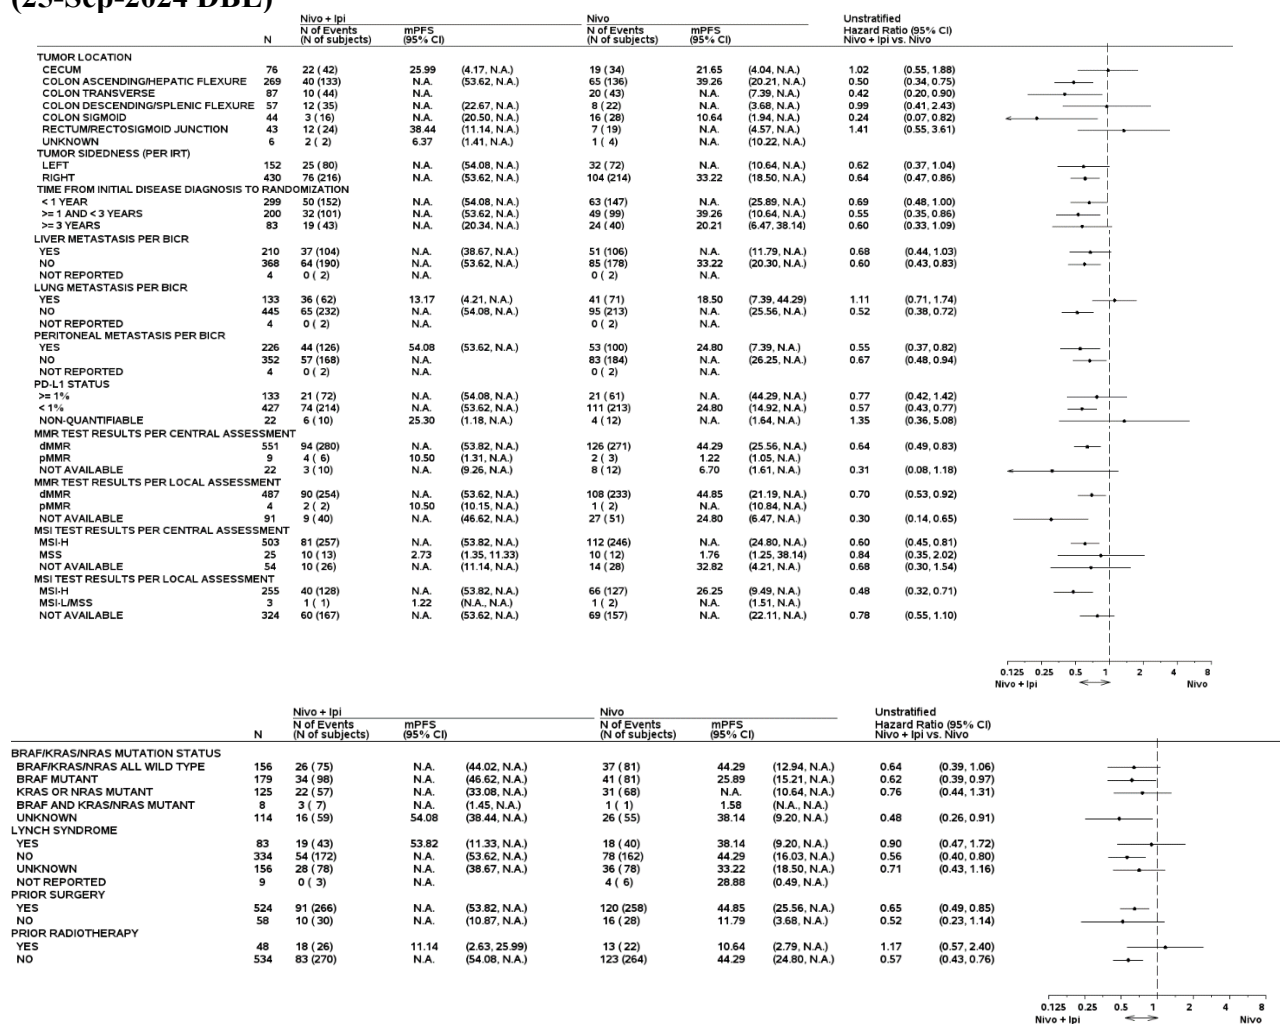 (25-Sep-2024 DBL)
Nivo + Ipi Nivo Unstratified
N of Events mPFS N of Events mPFS Hazard Ratio (95% CI)
N (N of subjects) (95% CI) (N of subjects) (95% CI) Nivo + Ipi vs. Nivo
TUMOR LOCATION
CECUM 76 22 (42) 25.99 (4.17, N.A.) 19 (34) 21.65 (4.04, N.A.) 1.02 (0.55, 1.88)
COLON ASCENDING/HEPATIC FLEXURE 269 40 (133) N.A. (53.62, N.A.) 65 (136) 39.26 (20.21, N.A.) 0.50 (0.34, 0.75)
COLON TRANSVERSE 87 10 (44) N.A. 20 (43) N.A. (7.39, N.A.) 0.42 (0.20, 0.90)
COLON DESCENDING/SPLENIC FLEXURE 57 12 (35) N.A. (22.67, N.A.) 8 (22) N.A. (3.68, N.A.) 0.99 (0.41, 2.43)
COLON SIGMOID 44 3 (16) N.A. (20.50, N.A.) 16 (28) 10.64 (1.94, N.A.) 0.24 (0.07, 0.82)
RECTUM/RECTOSIGMOID JUNCTION 43 12 (24) 38.44 (11.14, N.A.) 7 (19) N.A. (4.57, N.A.) 1.41 (0.55, 3.61)
UNKNOWN 6 2 (2) 6.37 (1.41, N.A.) 1 (4) N.A. (10.22, N.A.)
TUMOR SIDEDNESS (PER IRT)
LEFT 152 25 (80) N.A. (54.08, N.A.) 32 (72) N.A. (10.64, N.A.) 0.62 (0.37, 1.04)
RIGHT 430 76 (216) N.A. (53.62, N.A.) 104 (214) 33.22 (18.50, N.A.) 0.64 (0.47, 0.86)
TIME FROM INITIAL DISEASE DIAGNOSIS TO RANDOMIZATION
< 1 YEAR 299 50 (152) N.A. (54.08, N.A.) 63 (147) N.A. (25.89, N.A.) 0.69 (0.48, 1.00)
>= 1 AND < 3 YEARS 200 32 (101) N.A. (53.62, N.A.) 49 (99) 39.26 (10.64, N.A.) 0.55 (0.35, 0.86)
>= 3 YEARS 83 19 (43) N.A. (20.34, N.A.) 24 (40) 20.21 (6.47, 38.14) 0.60 (0.33, 1.09)
LIVER METASTASIS PER BICR
YES 210 37 (104) N.A. (38.67, N.A.) 51 (106) N.A. (11.79, N.A.) 0.68 (0.44, 1.03)
NO 368 64 (190) N.A. (53.62, N.A.) 85 (178) 33.22 (20.30, N.A.) 0.60 (0.43, 0.83)
NOT REPORTED 4 0 ( 2) N.A. 0 ( 2) N.A.
LUNG METASTASIS PER BICR
YES 133 36 (62) 13.17 (4.21, N.A.) 41 (71) 18.50 (7.39, 44.29) 1.11 (0.71, 1.74)
NO 445 65 (232) N.A. (54.08, N.A.) 95 (213) N.A. (25.56, N.A.) 0.52 (0.38, 0.72)
NOT REPORTED 4 0 ( 2) N.A. 0 ( 2) N.A.
PERITONEAL METASTASIS PER BICR
YES 226 44 (126) 54.08 (53.62, N.A.) 53 (100) 24.80 (7.39, N.A.) 0.55 (0.37, 0.82)
NO 352 57 (168) N.A. 83 (184) N.A. (26.25, N.A.) 0.67 (0.48, 0.94)
NOT REPORTED 4 0 ( 2) N.A. 0 ( 2) N.A.
PD-L1 STATUS
>= 1% 133 21 (72) N.A. (54.08, N.A.) 21 (61) N.A. (44.29, N.A.) 0.77 (0.42, 1.42)
< 1% 427 74 (214) N.A. (53.62, N.A.) 111 (213) 24.80 (14.92, N.A.) 0.57 (0.43, 0.77)
NON-QUANTIFIABLE 22 6 (10) 25.30 (1.18, N.A.) 4 (12) N.A. (1.64, N.A.) 1.35 (0.36, 5.08)
MMR TEST RESULTS PER CENTRAL ASSESSMENT
dMMR 551 94 (280) N.A. (53.82, N.A.) 126 (271) 44.29 (25.56, N.A.) 0.64 (0.49, 0.83)
pMMR 9 4 ( 6) 10.50 (1.31, N.A.) 2 ( 3) 1.22 (1.05, N.A.)
NOT AVAILABLE 22 3 (10) N.A. (9.26, N.A.) 8 (12) 6.70 (1.61, N.A.) 0.31 (0.08, 1.18)
MMR TEST RESULTS PER LOCAL ASSESSMENT
dMMR 487 90 (254) N.A. (53.62, N.A.) 108 (233) 44.85 (21.19, N.A.) 0.70 (0.53, 0.92)
pMMR 4 2 ( 2) 10.50 (10.15, N.A.) 1 ( 2) N.A. (10.84, N.A.)
NOT AVAILABLE 91 9 (40) N.A. (46.62, N.A.) 27 (51) 24.80 (6.47, N.A.) 0.30 (0.14, 0.65)
MSI TEST RESULTS PER CENTRAL ASSESSMENT
MSI-H 503 81 (257) N.A. (53.82, N.A.) 112 (246) N.A. (24.80, N.A.) 0.60 (0.45, 0.81)
MSS 25 10 (13) 2.73 (1.35, 11.33) 10 (12) 1.76 (1.25, 38.14) 0.84 (0.35, 2.02)
NOT AVAILABLE 54 10 (26) N.A. (11.14, N.A.) 14 (28) 32.82 (4.21, N.A.) 0.68 (0.30, 1.54)
MSI TEST RESULTS PER LOCAL ASSESSMENT
MSI-H 255 40 (128) N.A. (53.82, N.A.) 66 (127) 26.25 (9.49, N.A.) 0.48 (0.32, 0.71)
MSI-L/MSS 3 1 ( 1) 1.22 (N.A., N.A.) 1 ( 2) N.A. (1.51, N.A.)
NOT AVAILABLE 324 60 (167) N.A. (53.62, N.A.) 69 (157) N.A. (22.11, N.A.) 0.78 (0.55, 1.10)
0.125 0.25 0.5 1 2 4 8
Nivo + Ipi Nivo
Nivo + Ipi Nivo Unstratified
N of Events mPFS N of Events mPFS Hazard Ratio (95% CI)
N (N of subjects) (95% CI) (N of subjects) (95% CI) Nivo + Ipi vs. Nivo
BRAF/KRAS/NRAS MUTATION STATUS
BRAF/KRAS/NRAS ALL WILD TYPE 156 26 (75) N.A. (44.02, N.A.) 37 (81) 44.29 (12.94, N.A.) 0.64 (0.39, 1.06)
BRAF MUTANT 179 34 (98) N.A. (46.62, N.A.) 41 (81) 25.89 (15.21, N.A.) 0.62 (0.39, 0.97)
KRAS OR NRAS MUTANT 125 22 (57) N.A. (33.08, N.A.) 31 (68) N.A. (10.64, N.A.) 0.76 (0.44, 1.31)
BRAF AND KRAS/NRAS MUTANT 8 3 ( 7) N.A. (1.45, N.A.) 1 ( 1) 1.58 (N.A., N.A.)
UNKNOWN 114 16 (59) 54.08 (38.44, N.A.) 26 (55) 38.14 (9.20, N.A.) 0.48 (0.26, 0.91)
LYNCH SYNDROME
YES 83 19 (43) 53.82 (11.33, N.A.) 18 (40) 38.14 (9.20, N.A.) 0.90 (0.47, 1.72)
NO 334 54 (172) N.A. (53.62, N.A.) 78 (162) 44.29 (16.03, N.A.) 0.56 (0.40, 0.80)
UNKNOWN 156 28 (78) N.A. (38.67, N.A.) 36 (78) 33.22 (18.50, N.A.) 0.71 (0.43, 1.16)
NOT REPORTED 9 0 ( 3) N.A. 4 ( 6) 28.88 (0.49, N.A.)
PRIOR SURGERY
YES 524 91 (266) N.A. (53.82, N.A.) 120 (258) 44.85 (25.56, N.A.) 0.65 (0.49, 0.85)
NO 58 10 (30) N.A. (10.87, N.A.) 16 (28) 11.79 (3.68, N.A.) 0.52 (0.23, 1.14)
PRIOR RADIOTHERAPY
YES 48 18 (26) 11.14 (2.63, 25.99) 13 (22) 10.64 (2.79, N.A.) 1.17 (0.57, 2.40)
NO 534 83 (270) N.A. (54.08, N.A.) 123 (264) 44.29 (24.80, N.A.) 0.57 (0.43, 0.76)
0.125 0.25 0.5 1 2 4 8
Nivo + Ipi Nivo